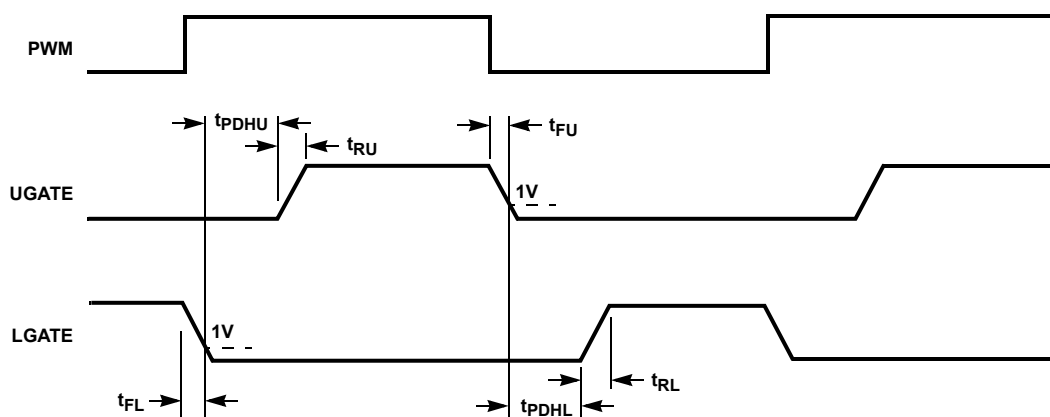 PWM
tPDHU
tFU
tRU
UGATE
1V
LGATE
1V
tRL
tFL
tPDHL